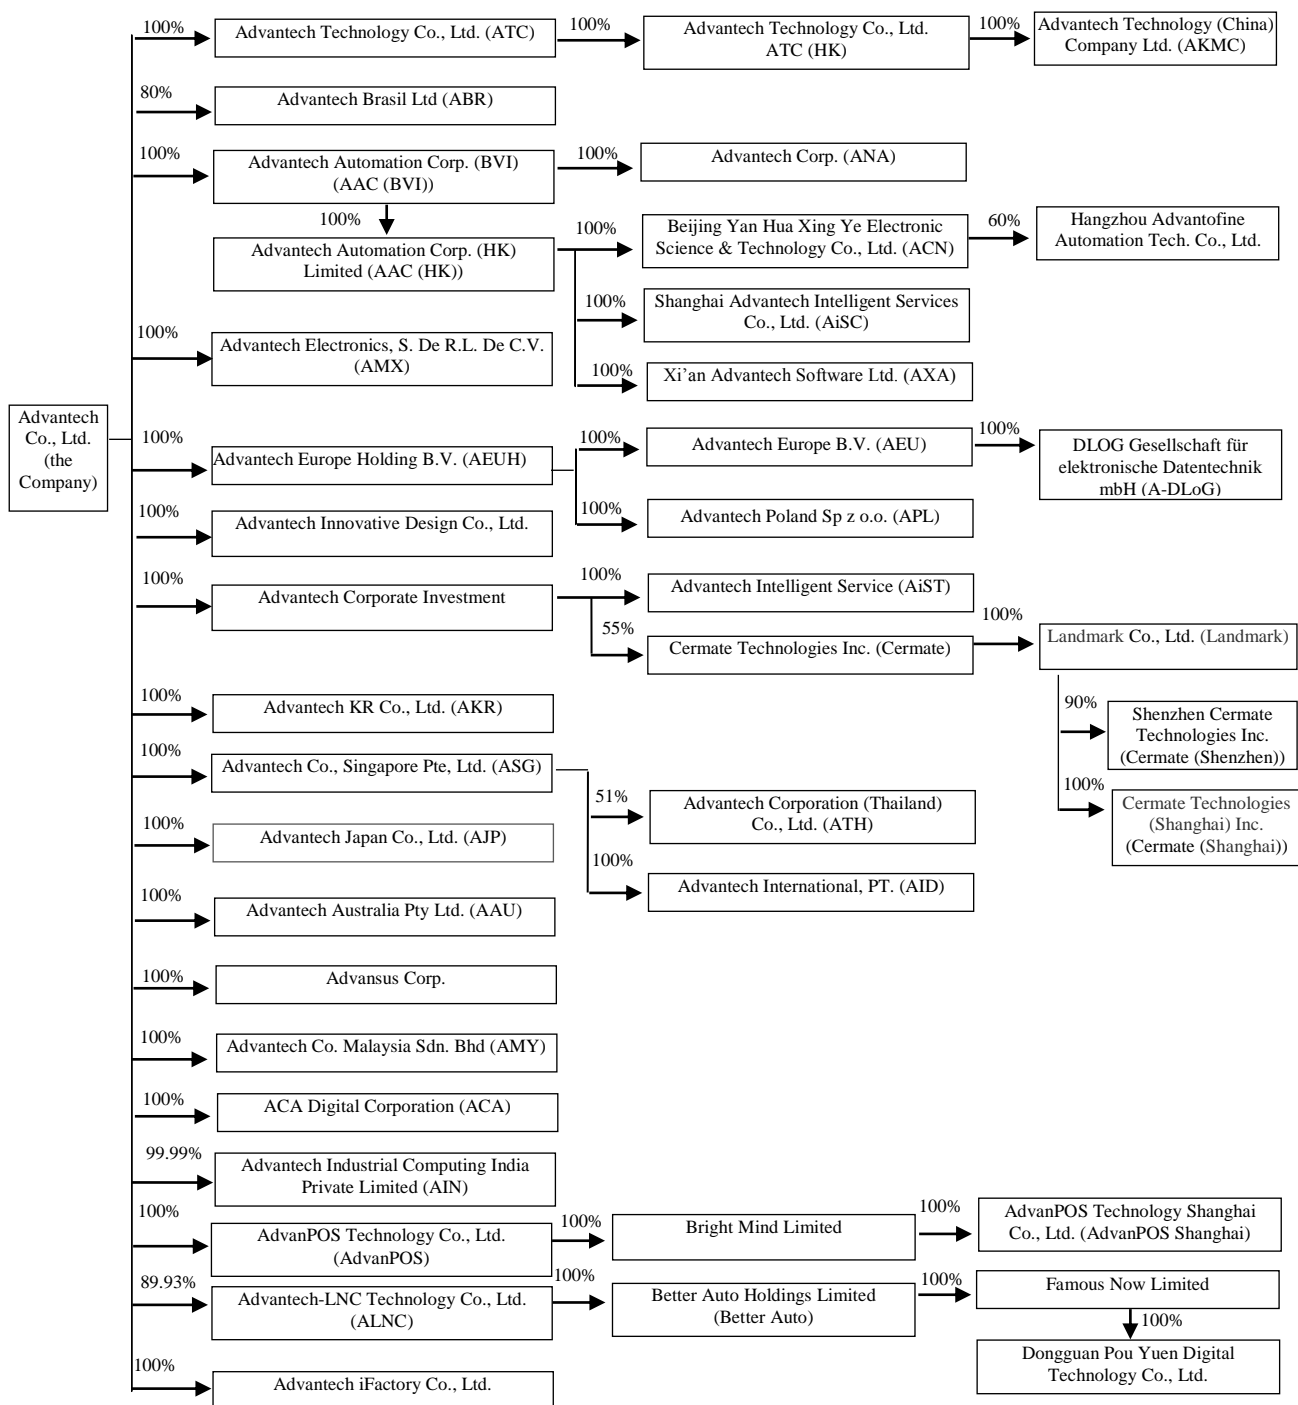 100%
Advantech Technology Co., Ltd. (ATC)
100%
Advantech Technology Co., Ltd.
ATC (HK)
100%
Advantech Technology (China)
Company Ltd. (AKMC)
80%
Advantech Brasil Ltd (ABR)
100%
Advantech Automation Corp. (BVI)
(AAC (BVI))
100%
Advantech Corp. (ANA)
100%
Advantech Automation Corp. (HK)
Limited (AAC (HK))
100%
Beijing Yan Hua Xing Ye Electronic
Science & Technology Co., Ltd. (ACN)
60%
Hangzhou Advantofine
Automation Tech. Co., Ltd.
100%
Shanghai Advantech Intelligent Services
Co., Ltd. (AiSC)
100%
Xi’an Advantech Software Ltd. (AXA)
100%
Advantech Electronics, S. De R.L. De C.V.
(AMX)
Advantech
Co., Ltd.
(the
Company)
100%
Advantech Europe Holding B.V. (AEUH)
100%
Advantech Europe B.V. (AEU)
100%
DLOG Gesellschaft für
elektronische Datentechnik
mbH (A-DLoG)
100%
Advantech Poland Sp z o.o. (APL)
100%
Advantech Innovative Design Co., Ltd.
100%
Advantech Corporate Investment
100%
Advantech Intelligent Service (AiST)
55%
Cermate Technologies Inc. (Cermate)
100%
Landmark Co., Ltd. (Landmark)
90%
Shenzhen Cermate
Technologies Inc.
(Cermate (Shenzhen))
100%
Cermate Technologies
(Shanghai) Inc.
(Cermate (Shanghai))
100%
Advantech KR Co., Ltd. (AKR)
100%
Advantech Co., Singapore Pte, Ltd. (ASG)
51%
Advantech Corporation (Thailand)
Co., Ltd. (ATH)
100%
Advantech International, PT. (AID)
100%
Advantech Japan Co., Ltd. (AJP)
100%
Advantech Australia Pty Ltd. (AAU)
100%
Advansus Corp.
100%
Advantech Co. Malaysia Sdn. Bhd (AMY)
100%
ACA Digital Corporation (ACA)
99.99%
Advantech Industrial Computing India
Private Limited (AIN)
100%
AdvanPOS Technology Co., Ltd.
(AdvanPOS)
100%
Bright Mind Limited
100%
AdvanPOS Technology Shanghai
Co., Ltd. (AdvanPOS Shanghai)
89.93%
Advantech-LNC Technology Co., Ltd.
(ALNC)
100%
Better Auto Holdings Limited
(Better Auto)
100%
Famous Now Limited
100%
Dongguan Pou Yuen Digital
Technology Co., Ltd.
100%
Advantech iFactory Co., Ltd.